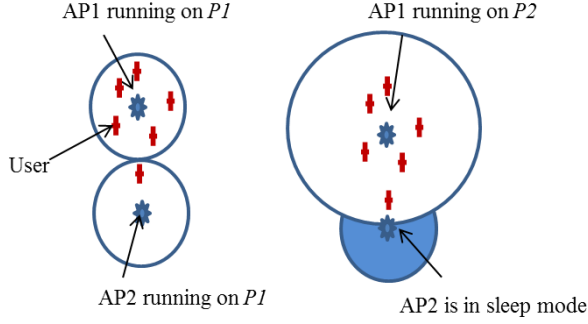 AP1 running on P1
AP1 running on P2
User
AP2 running on P1
AP2 is in sleep mode